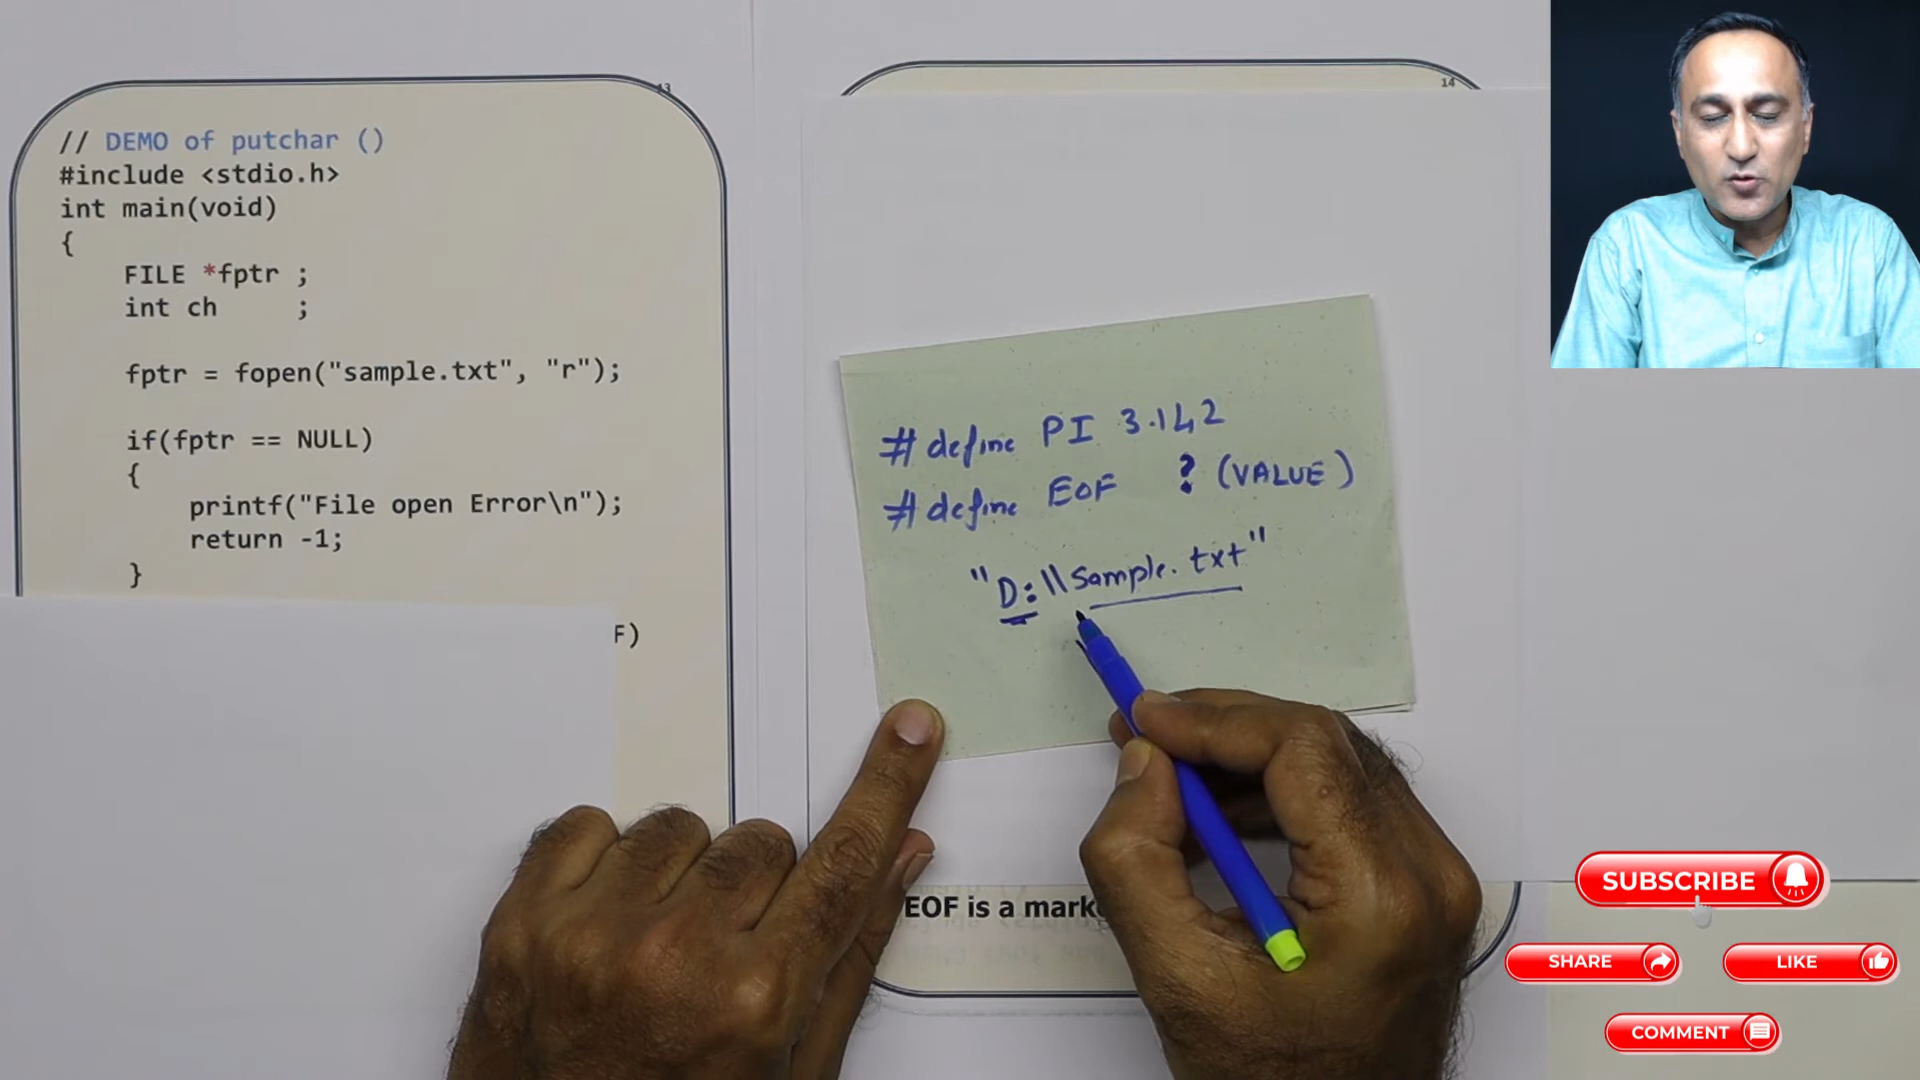 13
// DEMO of putchar ()
#include <stdio.h>
int main(void)
{
FILE *fptr ;
int ch ;
fptr = fopen("sample.txt", "r");
if(fptr == NULL)
{
printf("File open Error\n");
return -1;
}
F)
14
# define PI 3.142
# define EOF ? (VALUE)
"D:\\Sample.txt"
EOF is a mark
SUBSCRIBE
SHARE
LIKE
COMMENT